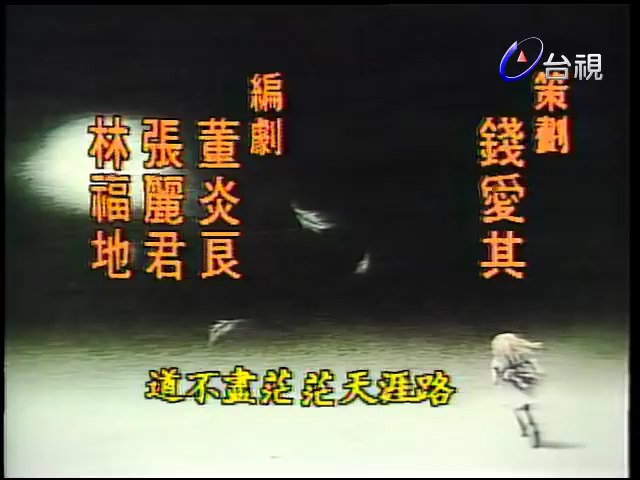 台視
策劃
錢愛其
編劇
董炎良
張麗君
林福地
道不盡茫茫天涯路